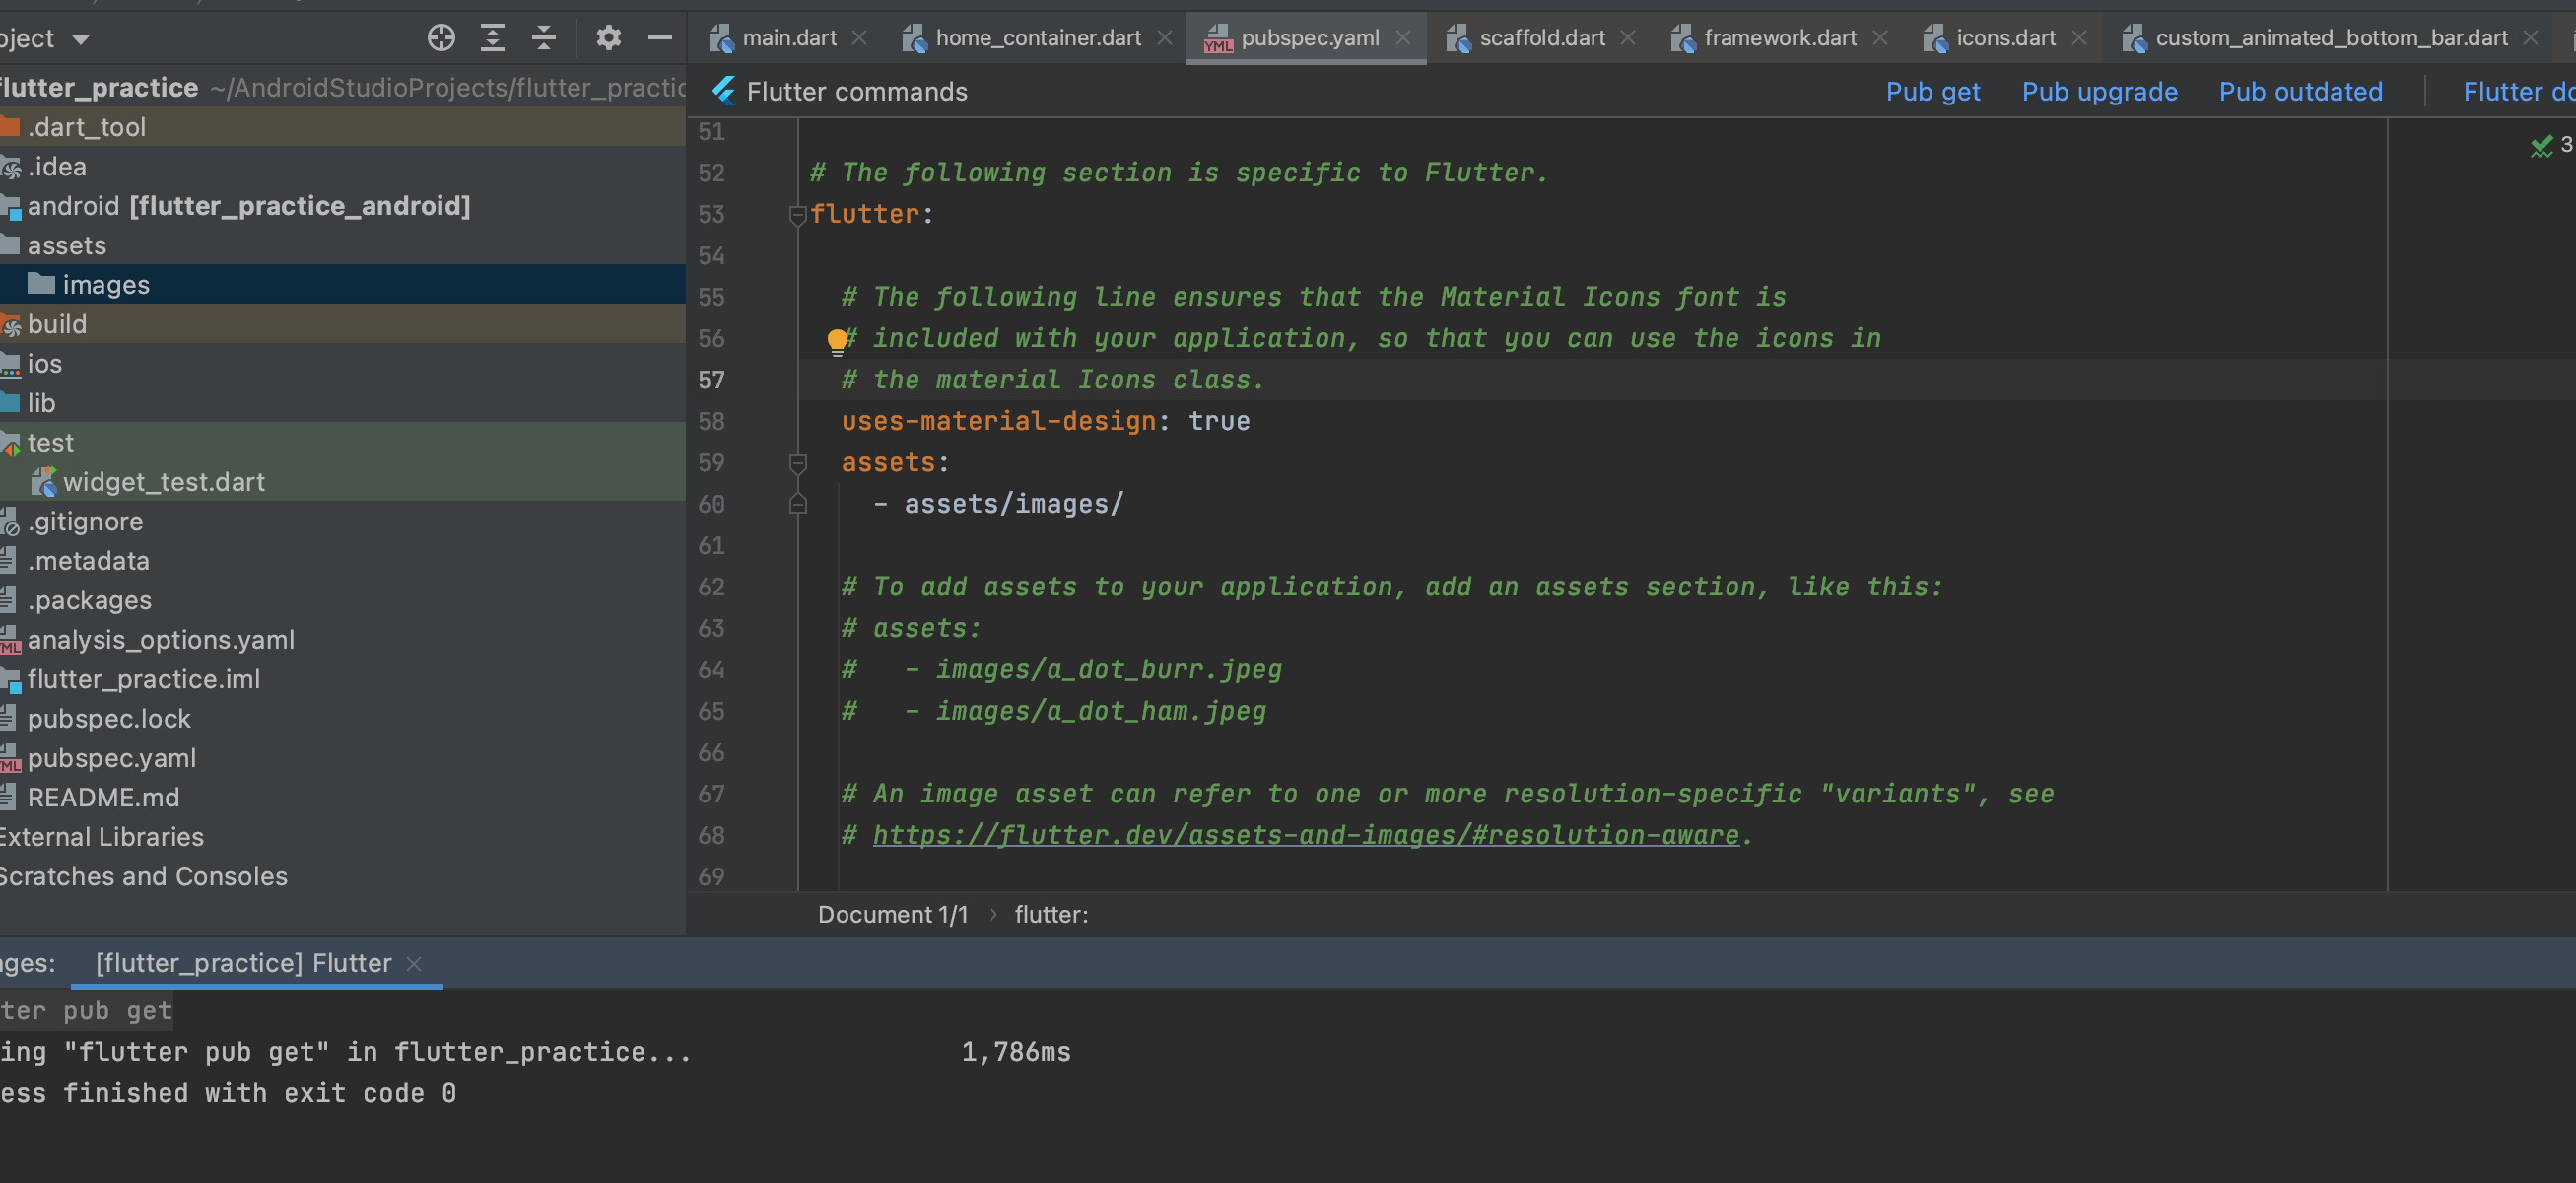 oject
flutter_practice ~/AndroidStudioProjects/flutter_practic
.dart_tool
.idea
android [flutter_practice_android]
assets
images
build
ios
lib
test
widget_test.dart
.gitignore
.metadata
.packages
analysis_options.yaml
flutter_practice.iml
pubspec.lock
pubspec.yaml
README.md
External Libraries
Scratches and Consoles
main.dart home_container.dart pubspec.yaml scaffold.dart framework.dart icons.dart custom_animated_bottom_bar.dart
Flutter commands Pub get Pub upgrade Pub outdated Flutter do
3
51
52 # The following section is specific to Flutter.
53 flutter:
54
55 # The following line ensures that the Material Icons font is
56 # included with your application, so that you can use the icons in
57 # the material Icons class.
58 uses-material-design: true
59 assets:
60 - assets/images/
61
62 # To add assets to your application, add an assets section, like this:
63 # assets:
64 #   - images/a_dot_burr.jpeg
65 #   - images/a_dot_ham.jpeg
66
67 # An image asset can refer to one or more resolution-specific "variants", see
68 # https://flutter.dev/assets-and-images/#resolution-aware.
69
Document 1/1 › flutter:
ges: [flutter_practice] Flutter
ter pub get
ing "flutter pub get" in flutter_practice... 1,786ms
ess finished with exit code 0